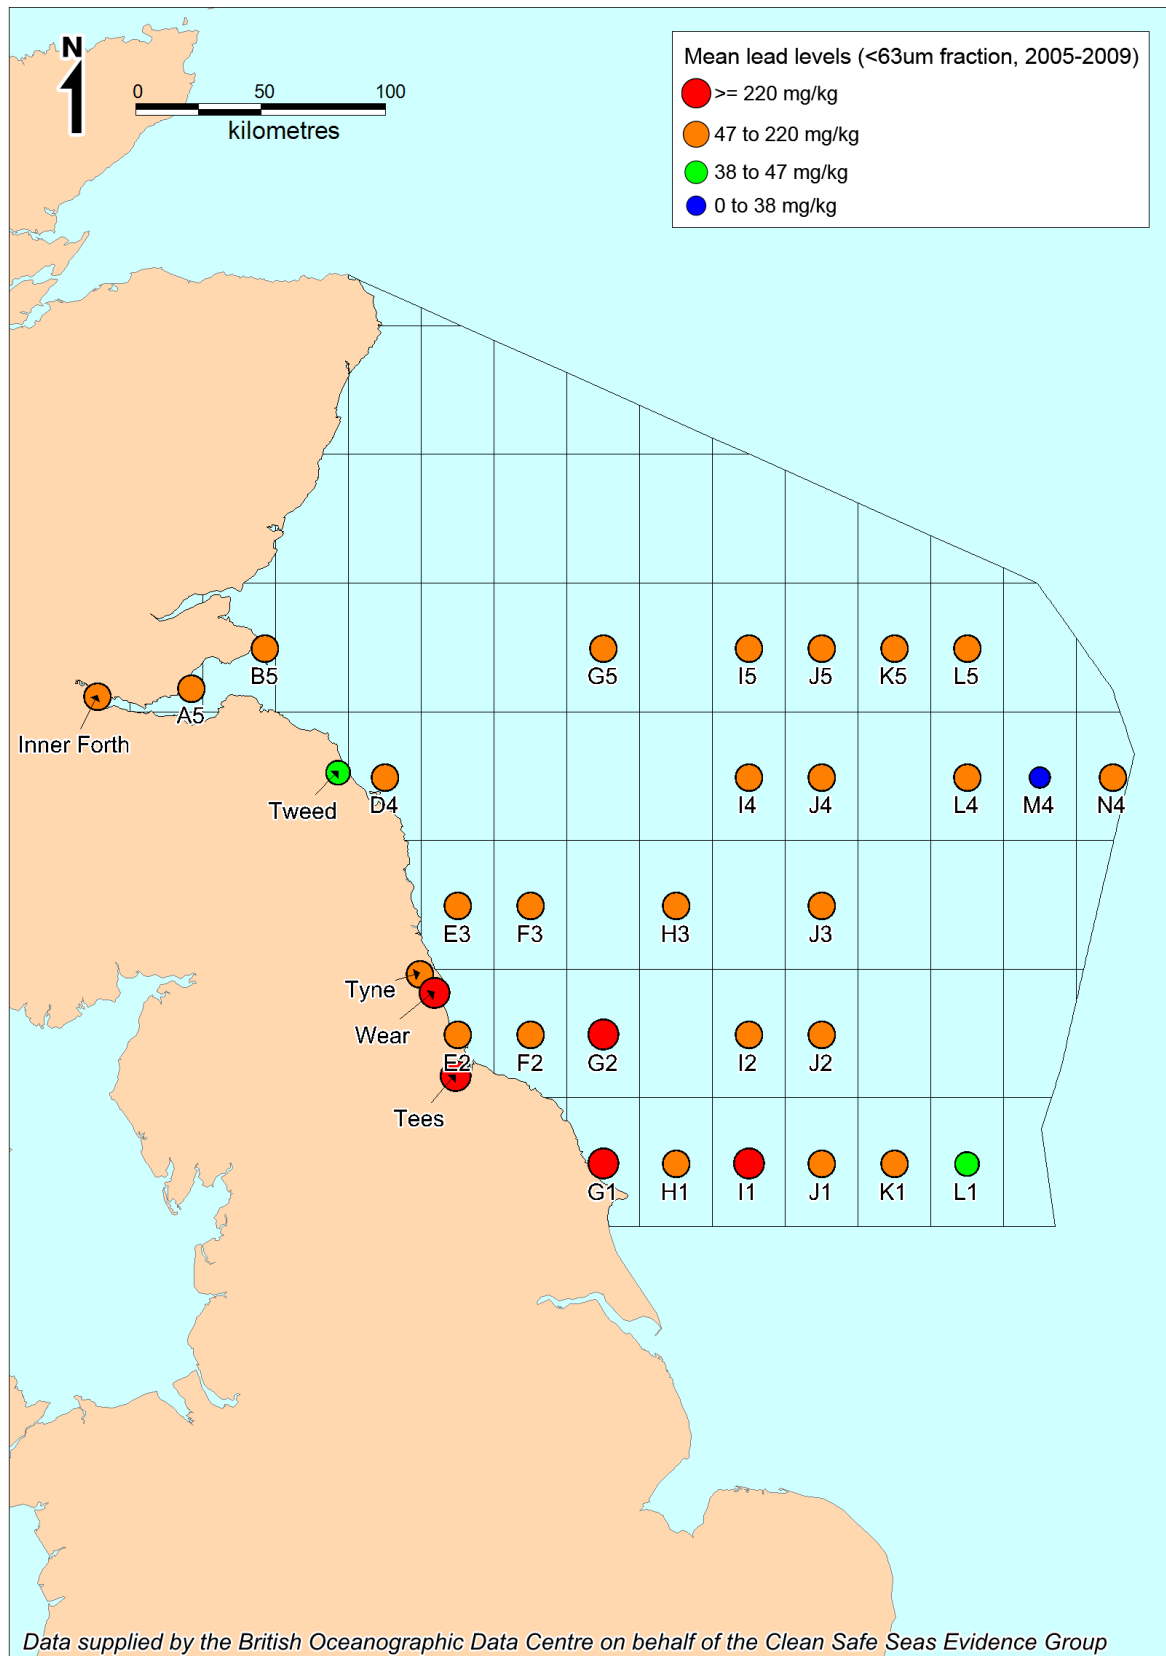 N
0 50 100
kilometres
Mean lead levels (<63um fraction, 2005-2009)
>= 220 mg/kg
47 to 220 mg/kg
38 to 47 mg/kg
0 to 38 mg/kg
B5 G5 I5 J5 K5 L5
A5
Inner Forth
Tweed D4 I4 J4 L4 M4 N4
E3 F3 H3 J3
Tyne
Wear
E2 F2 G2 I2 J2
Tees
G1 H1 I1 J1 K1 L1
Data supplied by the British Oceanographic Data Centre on behalf of the Clean Safe Seas Evidence Group